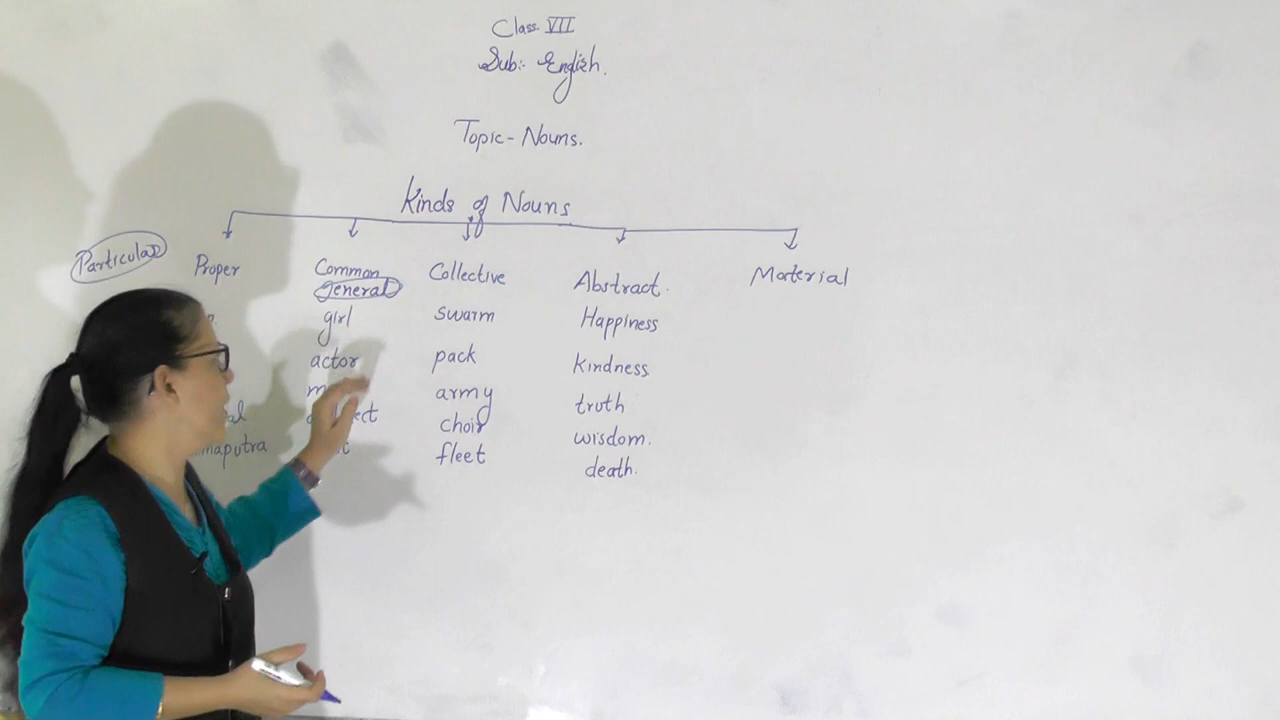 Class VII
Sub:- English.
Topic- Nouns.
Kinds of Nouns
Particular Proper Common Collective Abstract. Material
general
girl swarm Happiness
actor pack kindness
army truth
choir wisdom.
fleet death.